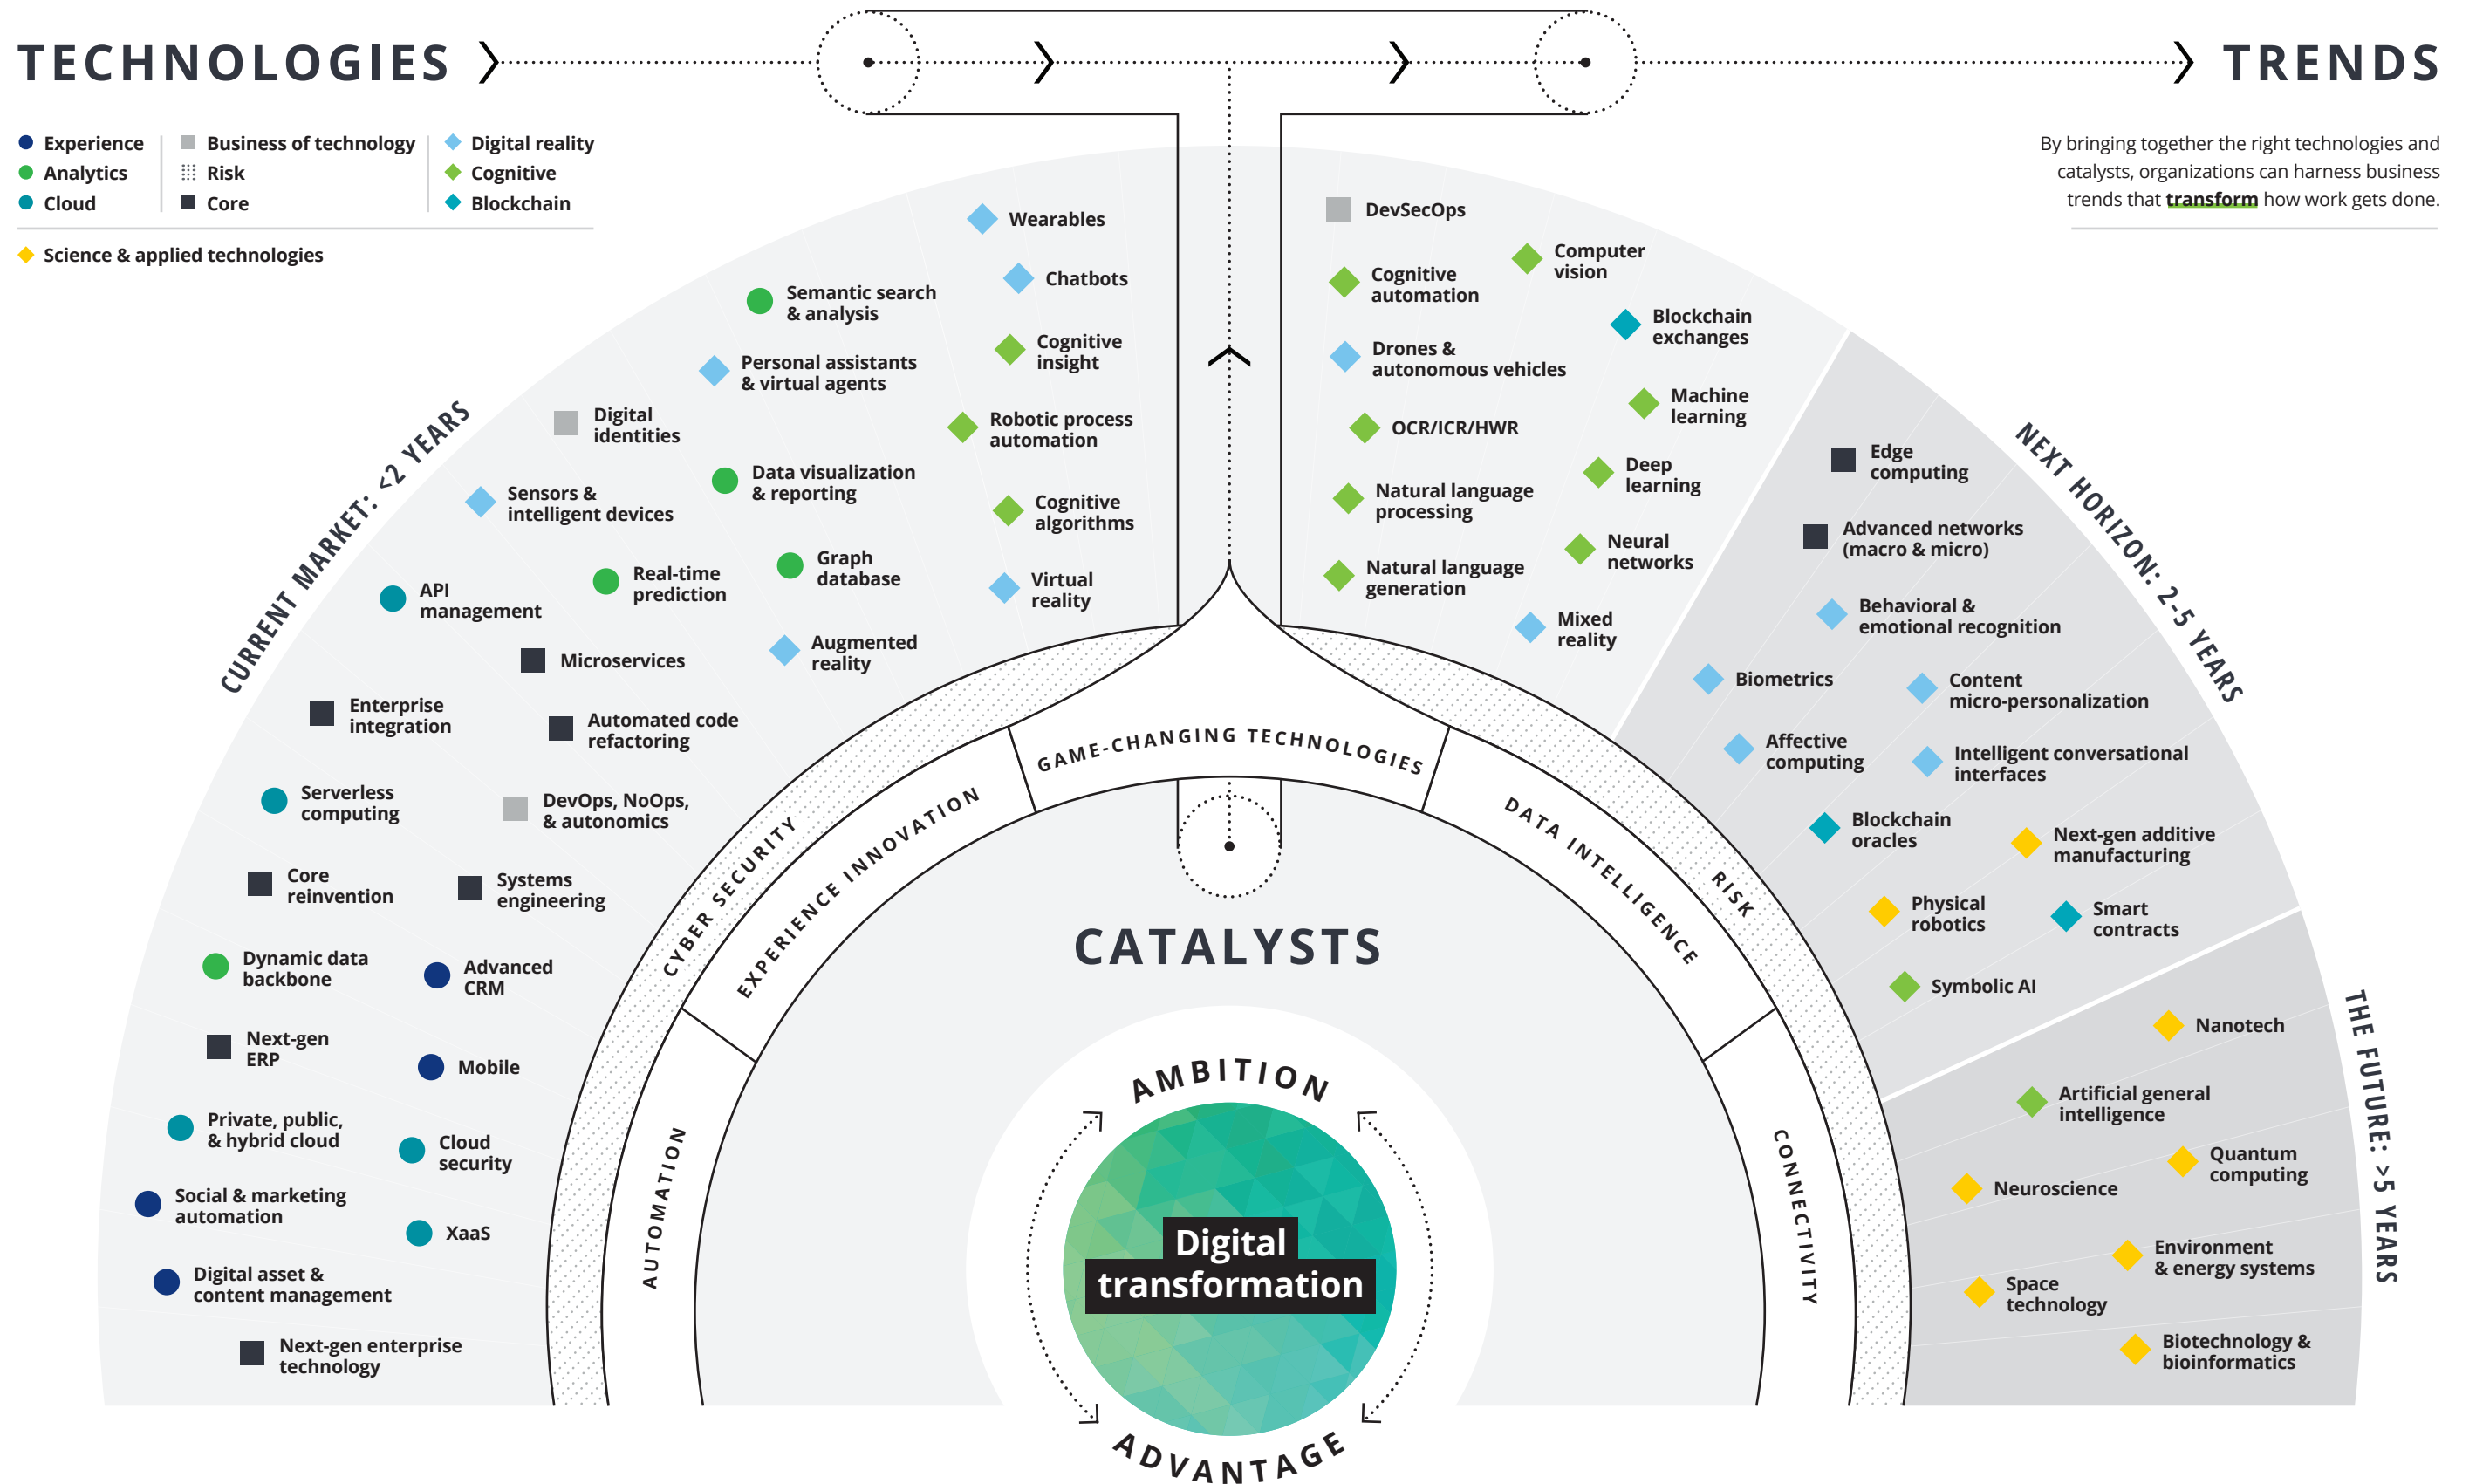 TECHNOLOGIES
TRENDS
Experience
Analytics
Cloud
Business of technology
Risk
Core
Digital reality
Cognitive
Blockchain
Science & applied technologies
By bringing together the right technologies and
catalysts, organizations can harness business
trends that transform how work gets done.
CURRENT MARKET: <2 YEARS
Wearables
Chatbots
Semantic search
& analysis
Cognitive
insight
Personal assistants
& virtual agents
Digital
identities
Robotic process
automation
Data visualization
& reporting
Sensors &
intelligent devices
Cognitive
algorithms
Graph
database
Real-time
prediction
Virtual
reality
API
management
Augmented
reality
Microservices
Enterprise
integration
Automated code
refactoring
Serverless
computing
DevOps, NoOps,
& autonomics
Core
reinvention
Systems
engineering
Dynamic data
backbone
Advanced
CRM
Next-gen
ERP
Mobile
Private, public,
& hybrid cloud
Cloud
security
Social & marketing
automation
XaaS
Digital asset &
content management
Next-gen enterprise
technology
DevSecOps
Computer
vision
Cognitive
automation
Blockchain
exchanges
Drones &
autonomous vehicles
Machine
learning
OCR/ICR/HWR
Deep
learning
Natural language
processing
Neural
networks
Natural language
generation
Mixed
reality
NEXT HORIZON: 2-5 YEARS
Edge
computing
Advanced networks
(macro & micro)
Behavioral &
emotional recognition
Biometrics
Content
micro-personalization
Affective
computing
Intelligent conversational
interfaces
Blockchain
oracles
Next-gen additive
manufacturing
Physical
robotics
Smart
contracts
Symbolic AI
THE FUTURE: >5 YEARS
Nanotech
Artificial general
intelligence
Quantum
computing
Neuroscience
Environment
& energy systems
Space
technology
Biotechnology &
bioinformatics
CYBER SECURITY
RISK
AUTOMATION
EXPERIENCE INNOVATION
GAME-CHANGING TECHNOLOGIES
DATA INTELLIGENCE
CONNECTIVITY
CATALYSTS
AMBITION
Digital
transformation
ADVANTAGE